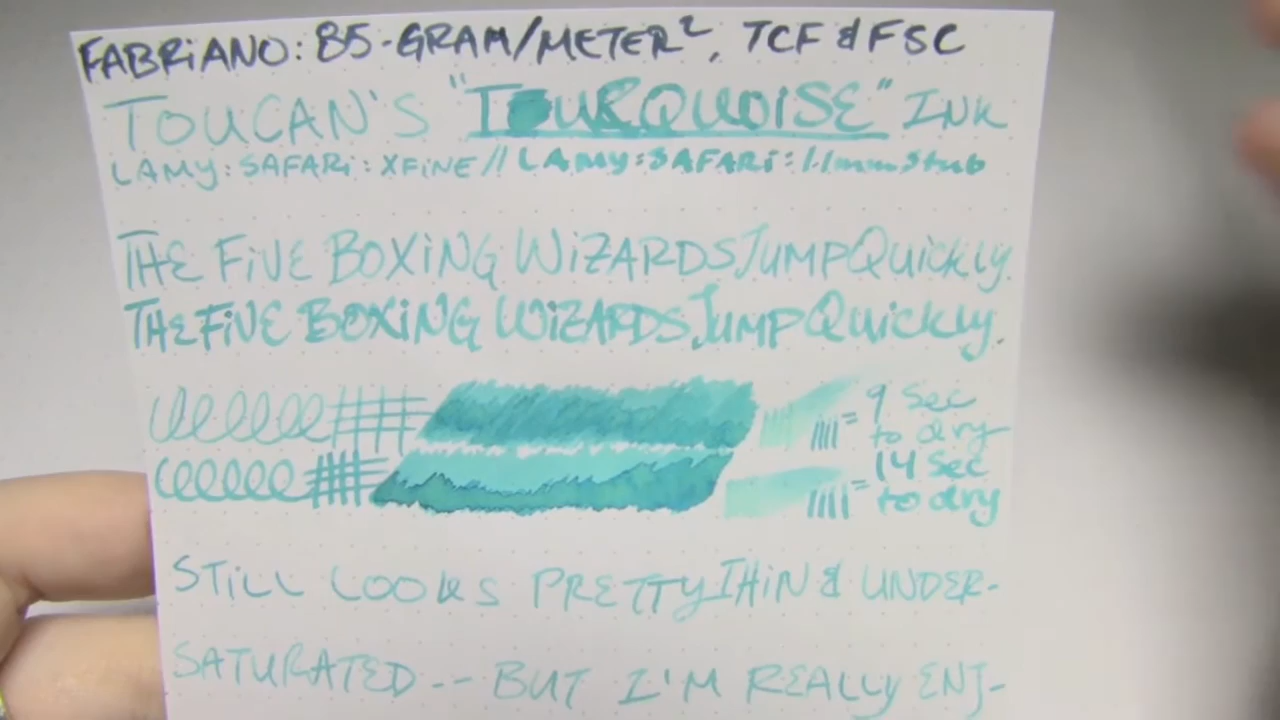 FABRIANO: 85-GRAM/METER², TCF & FSC
TOUCAN'S "TOURQUOISE" INK
LAMY: SAFARI: XFINE // LAMY: SAFARI: 1.1mm Stub
THE FIVE BOXING WIZARDS JUMP QUICKLY.
THE FIVE BOXING WIZARDS JUMP QUICKLY.
= 9 Sec to dry
= 14 Sec to dry
STILL LOOKS PRETTY THIN & UNDER-
SATURATED -- BUT I'M REALLY ENJ-